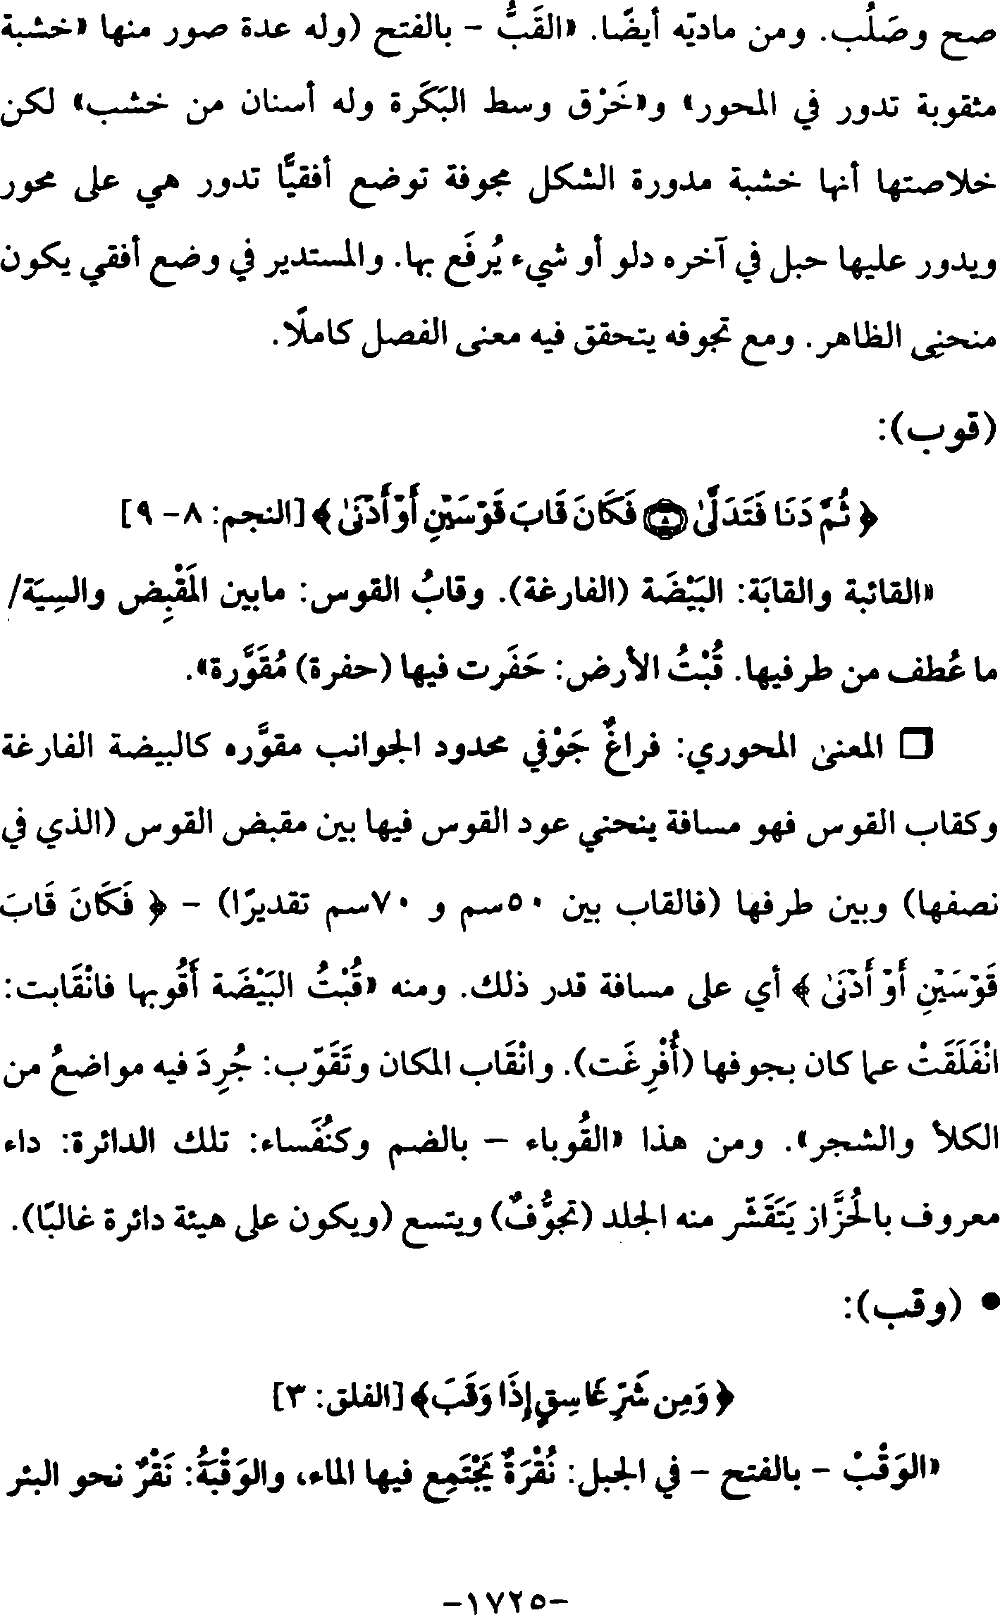 صح وصَلُب. ومن ماديّه أيضًا. «القَبُّ - بالفتح (وله عدة صور منها «خشبة
مثقوبة تدور في المحور» و«خَرْق وسط البَكَرة وله أسنان من خشب» لكن
خلاصتها أنها خشبة مدورة الشكل مجوفة توضع أفقيًّا تدور هي على محور
ويدور عليها حبل في آخره دلو أو شيء يُرفَع بها. والمستدير في وضع أفقي يكون
منحنِى الظاهر. ومع تجوفه يتحقق فيه معنى الفصل كاملًا.
(قوب):
﴿ ثُمَّ دَنَا فَتَدَلَّىٰ ۝٨ فَكَانَ قَابَ قَوْسَيْنِ أَوْ أَدْنَىٰ ﴾ [النجم: ٨- ٩]
«القائبة والقابَة: البَيْضَة (الفارغة). وقابُ القوس: مابين المَقْبِض والسِيَة/
ما عُطف من طرفيها. قُبْتُ الأرض: حَفَرت فيها (حفرة) مُقَوَّرة».
❒ المعنىٰ المحوري: فراغٌ جَوْفي محدود الجوانب مقوَّره كالبيضة الفارغة
وكقاب القوس فهو مسافة ينحني عود القوس فيها بين مقبض القوس (الذي في
نصفها) وبين طرفها (فالقاب بين ٥٠سم و ٧٠سم تقديرًا) - ﴿ فَكَانَ قَابَ
قَوْسَيْنِ أَوْ أَدْنَىٰ ﴾ أي على مسافة قدر ذلك. ومنه «قُبْتُ البَيْضَة أَقُوبها فانْقَابت:
انْفَلَقَتْ عما كان بجوفها (أُفْرِغَت). وانْقَاب المكان وتَقَوّب: جُرِدَ فيه مواضعُ من
الكلأ والشجر». ومن هذا «القُوباء - بالضم وكنُفَساء: تلك الدائرة: داء
معروف بالحُزَّاز يَتَقَشّر منه الجلد (تجوُّفٌ) ويتسع (ويكون على هيئة دائرة غالبًا).
• (وقب):
﴿ وَمِن شَرِّ غَاسِقٍ إِذَا وَقَبَ ﴾ [الفلق: ٣]
«الوَقْبْ - بالفتح - في الجبل: نُقْرَةٌ يَجْتَمِع فيها الماء، والوَقْبَةُ: نَقْرٌ نحو البئر
-١٧٢٥-